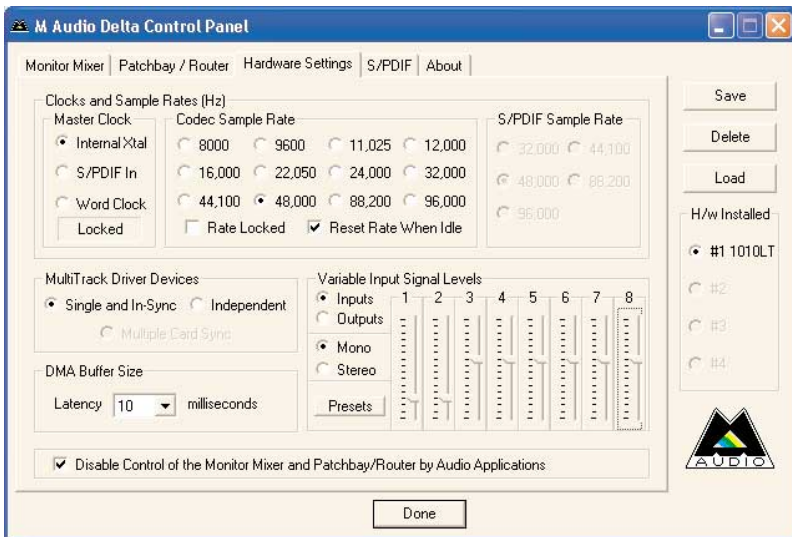 M Audio Delta Control Panel
Monitor Mixer Patchbay / Router Hardware Settings S/PDIF About
Clocks and Sample Rates (Hz)
Master Clock
Internal Xtal
S/PDIF In
Word Clock
Locked
Codec Sample Rate
8000 9600 11,025 12,000
16,000 22,050 24,000 32,000
44,100 48,000 88,200 96,000
Rate Locked Reset Rate When Idle
S/PDIF Sample Rate
32,000 44,100
48,000 88,200
96,000
MultiTrack Driver Devices
Single and In-Sync Independent
Multiple Card Sync
DMA Buffer Size
Latency 10 milliseconds
Variable Input Signal Levels
Inputs
Outputs
Mono
Stereo
Presets
1 2 3 4 5 6 7 8
Disable Control of the Monitor Mixer and Patchbay/Router by Audio Applications
Save
Delete
Load
H/w Installed
#1 1010LT
#2
#3
#4
M AUDIO
Done